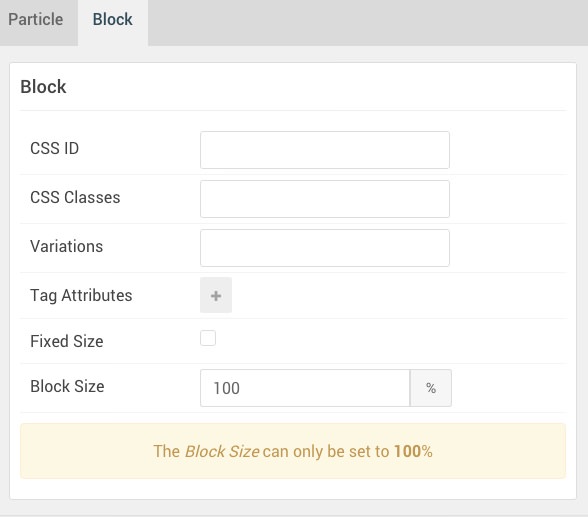 Particle Block
Block
CSS ID
CSS Classes
Variations
Tag Attributes +
Fixed Size
Block Size 100 %
The Block Size can only be set to 100%